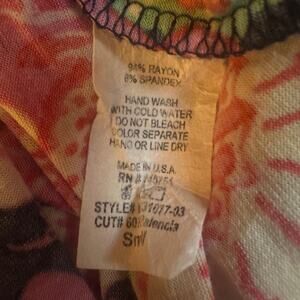 94% RAYON
6% SPANDEX
HAND WASH
WITH COLD WATER
DO NOT BLEACH
COLOR SEPARATE
HANG OR LINE DRY
MADE IN U.S.A.
RN #
STYLE#
CUT# Valencia